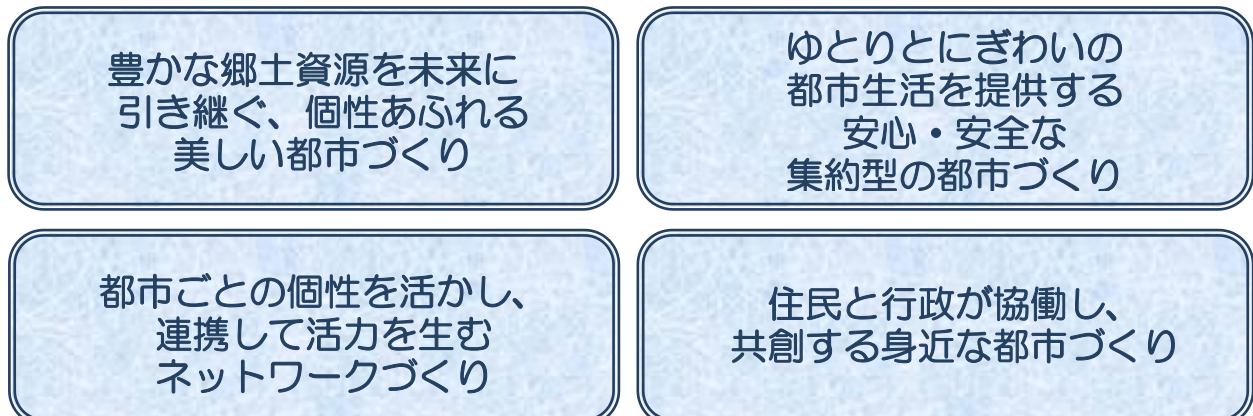 豊かな郷土資源を未来に
引き継ぐ、個性あふれる
美しい都市づくり
ゆとりとにぎわいの
都市生活を提供する
安心・安全な
集約型の都市づくり
都市ごとの個性を活かし、
連携して活力を生む
ネットワークづくり
住民と行政が協働し、
共創する身近な都市づくり